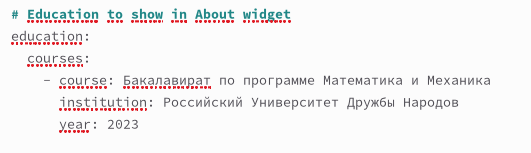 # Education to show in About widget
education:
  courses:
    - course: Бакалавират по программе Математика и Механика
      institution: Российский Университет Дружбы Народов
      year: 2023